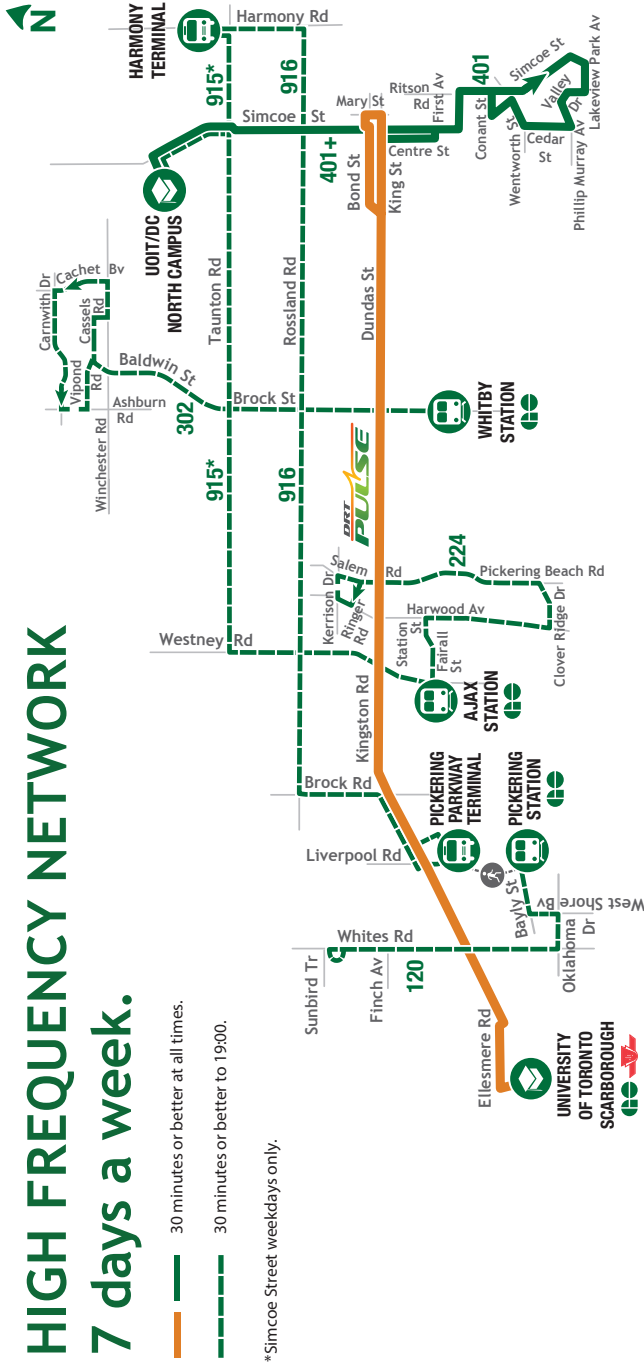 HIGH FREQUENCY NETWORK
7 days a week.
30 minutes or better at all times.
30 minutes or better to 19:00.
*Simcoe Street weekdays only.
N
Sunbird Tr
Finch Av
Whites Rd
120
Ellesmere Rd
UNIVERSITY
OF TORONTO
SCARBOROUGH
GO
Oklahoma
Dr
West Shore Bv
Bayly St
PICKERING
STATION
GO
PICKERING
PARKWAY
TERMINAL
Liverpool Rd
Brock Rd
Kingston Rd
Westney Rd
AJAX
STATION
GO
Station
St
Fairall
St
Harwood Av
Clover Ridge Dr
Pickering Beach Rd
224
Kerrison Dr
Ringer
Rd
Salem Rd
DRT
PULSE
916
915*
302
Brock St
WHITBY
STATION
GO
Winchester Rd
Ashburn
Rd
Baldwin St
Vipond
Rd
Cassels
Rd
Carnwith Dr
Cachet Bv
Taunton Rd
Rossland Rd
Dundas St
UOIT/DC
NORTH CAMPUS
HARMONY
TERMINAL
Harmony Rd
915*
916
Simcoe St
401+
Bond St
King St
Mary St
Centre St
Ritson
Rd
First Av
401
Conant St
Simcoe St
Wentworth St
Cedar
St
Valley
Dr
Phillip Murray Av
Lakeview Park Av